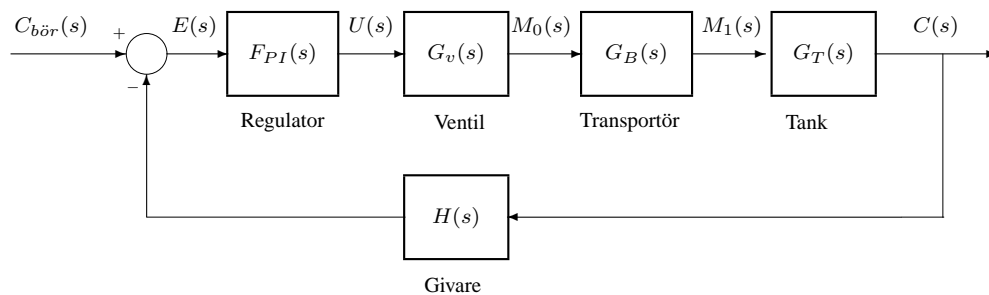 C_{bör}(s) + E(s) U(s) M_0(s) M_1(s) C(s)
F_{PI}(s) G_v(s) G_B(s) G_T(s)
−
Regulator Ventil Transportör Tank
H(s)
Givare